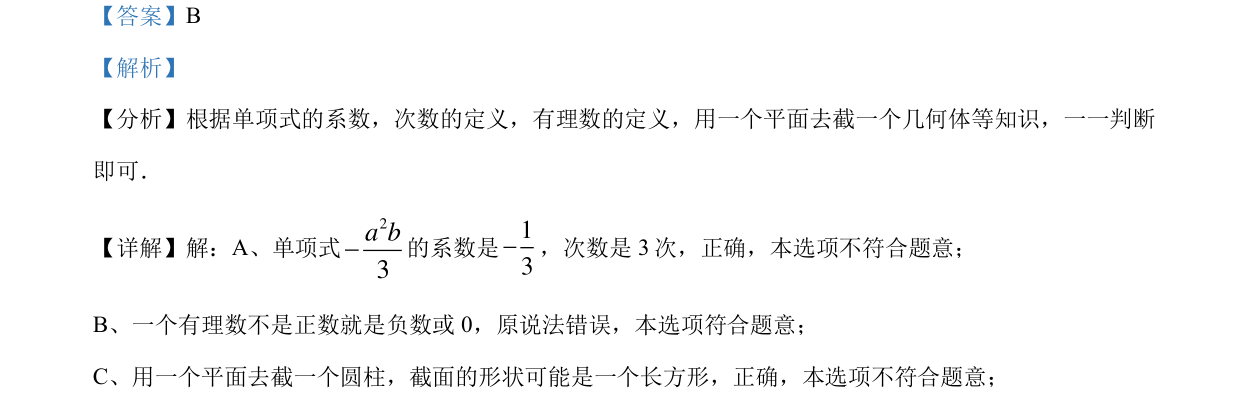 【答案】B
【解析】
【分析】根据单项式的系数，次数的定义，有理数的定义，用一个平面去截一个几何体等知识，一一判断
即可．
【详解】解：A、单项式$-\frac{a^2b}{3}$的系数是$-\frac{1}{3}$，次数是 3 次，正确，本选项不符合题意；
B、一个有理数不是正数就是负数或 0，原说法错误，本选项符合题意；
C、用一个平面去截一个圆柱，截面的形状可能是一个长方形，正确，本选项不符合题意；